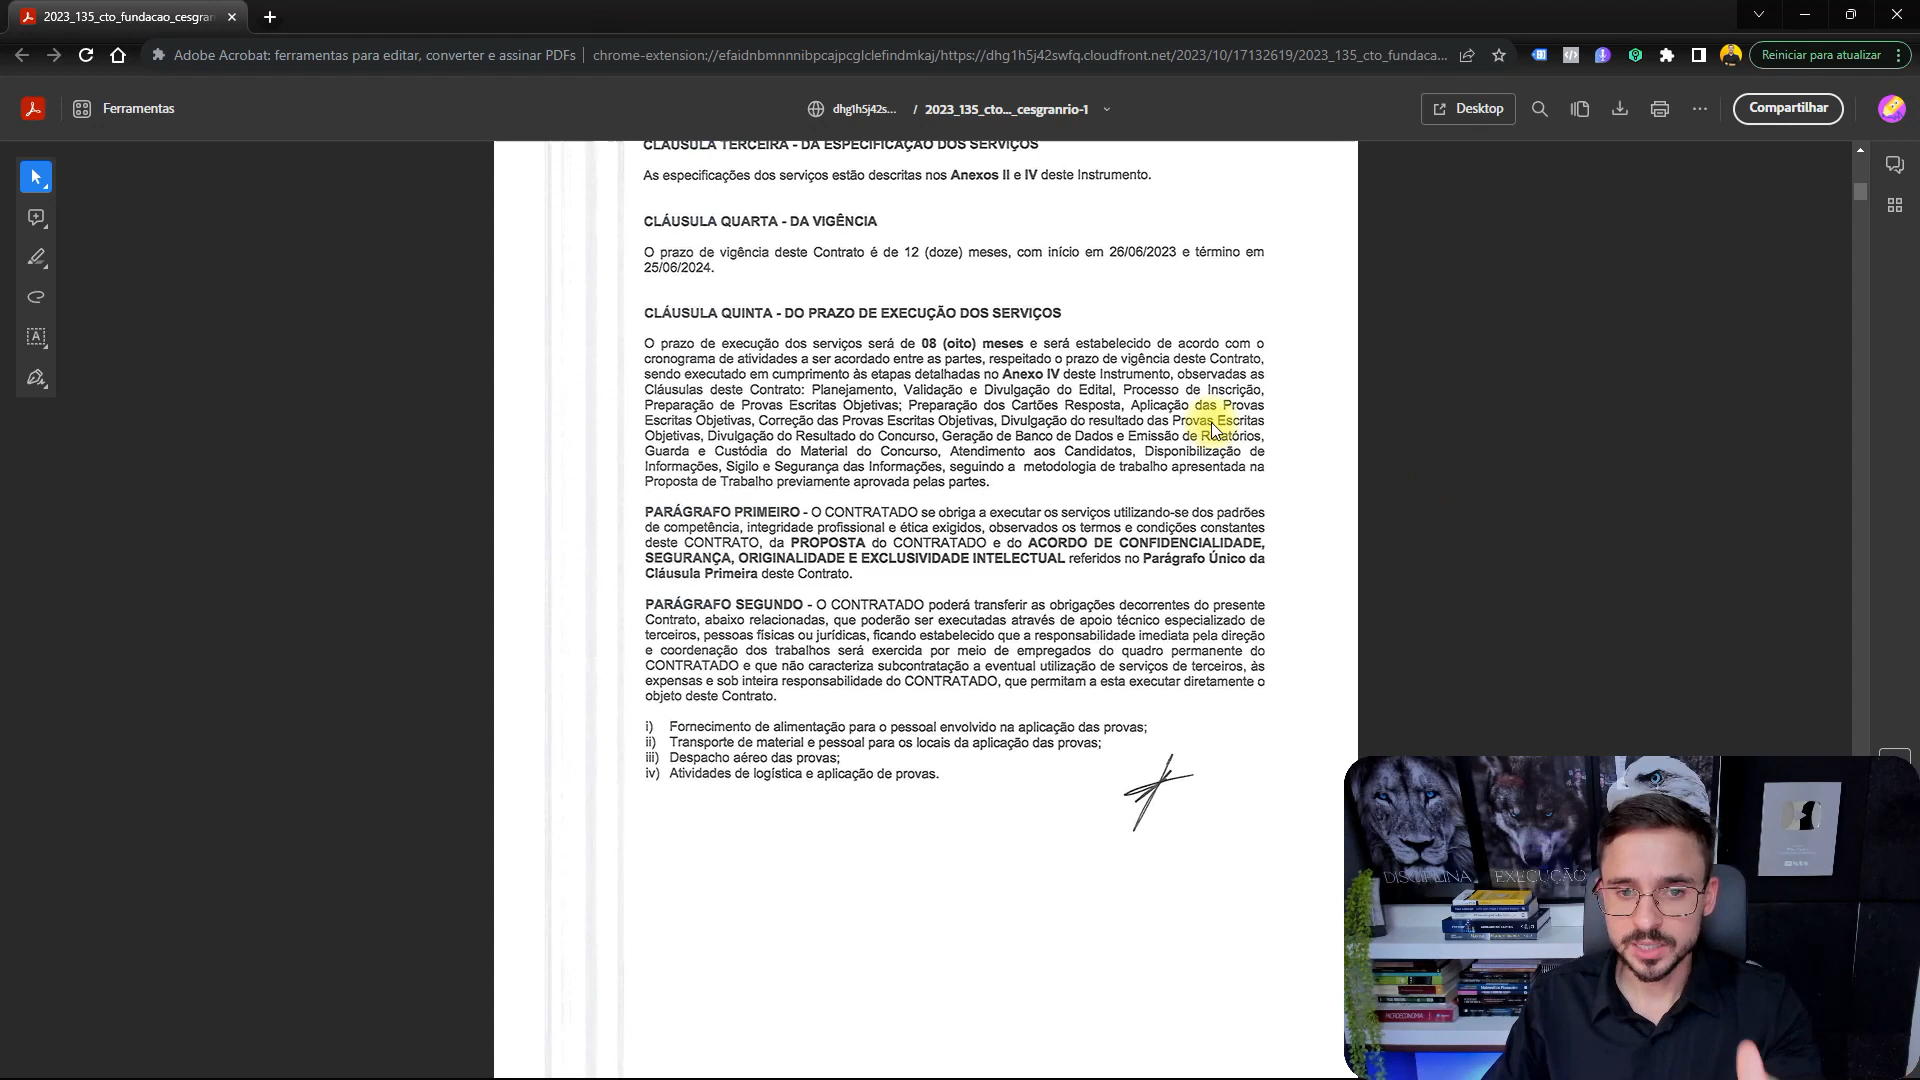 2023_135_cto_fundacao_cesgran
Adobe Acrobat: ferramentas para editar, converter e assinar PDFs
chrome-extension://efaidnbmnnnibpcajpcglclefindmkaj/https://dhg1h5j42swfq.cloudfront.net/2023/10/17132619/2023_135_cto_fundaca...
Reiniciar para atualizar
Ferramentas
dhg1h5j42s... / 2023_135_cto..._cesgranrio-1
Desktop
Compartilhar
CLÁUSULA TERCEIRA - DA ESPECIFICAÇÃO DOS SERVIÇOS
As especificações dos serviços estão descritas nos Anexos II e IV deste Instrumento.
CLÁUSULA QUARTA - DA VIGÊNCIA
O prazo de vigência deste Contrato é de 12 (doze) meses, com início em 26/06/2023 e término em
25/06/2024.
CLÁUSULA QUINTA - DO PRAZO DE EXECUÇÃO DOS SERVIÇOS
O prazo de execução dos serviços será de 08 (oito) meses e será estabelecido de acordo com o
cronograma de atividades a ser acordado entre as partes, respeitado o prazo de vigência deste Contrato,
sendo executado em cumprimento às etapas detalhadas no Anexo IV deste Instrumento, observadas as
Cláusulas deste Contrato: Planejamento, Validação e Divulgação do Edital, Processo de Inscrição,
Preparação de Provas Escritas Objetivas; Preparação dos Cartões Resposta, Aplicação das Provas
Escritas Objetivas, Correção das Provas Escritas Objetivas, Divulgação do resultado das Provas Escritas
Objetivas, Divulgação do Resultado do Concurso, Geração de Banco de Dados e Emissão de Relatórios,
Guarda e Custódia do Material do Concurso, Atendimento aos Candidatos, Disponibilização de
Informações, Sigilo e Segurança das Informações, seguindo a metodologia de trabalho apresentada na
Proposta de Trabalho previamente aprovada pelas partes.
PARÁGRAFO PRIMEIRO - O CONTRATADO se obriga a executar os serviços utilizando-se dos padrões
de competência, integridade profissional e ética exigidos, observados os termos e condições constantes
deste CONTRATO, da PROPOSTA do CONTRATADO e do ACORDO DE CONFIDENCIALIDADE,
SEGURANÇA, ORIGINALIDADE E EXCLUSIVIDADE INTELECTUAL referidos no Parágrafo Único da
Cláusula Primeira deste Contrato.
PARÁGRAFO SEGUNDO - O CONTRATADO poderá transferir as obrigações decorrentes do presente
Contrato, abaixo relacionadas, que poderão ser executadas através de apoio técnico especializado de
terceiros, pessoas físicas ou jurídicas, ficando estabelecido que a responsabilidade imediata pela direção
e coordenação dos trabalhos será exercida por meio de empregados do quadro permanente do
CONTRATADO e que não caracteriza subcontratação a eventual utilização de serviços de terceiros, às
expensas e sob inteira responsabilidade do CONTRATADO, que permitam a esta executar diretamente o
objeto deste Contrato.
i) Fornecimento de alimentação para o pessoal envolvido na aplicação das provas;
ii) Transporte de material e pessoal para os locais da aplicação das provas;
iii) Despacho aéreo das provas;
iv) Atividades de logística e aplicação de provas.
DISCIPLINA
EXECUÇÃO
MICROECONOMIA